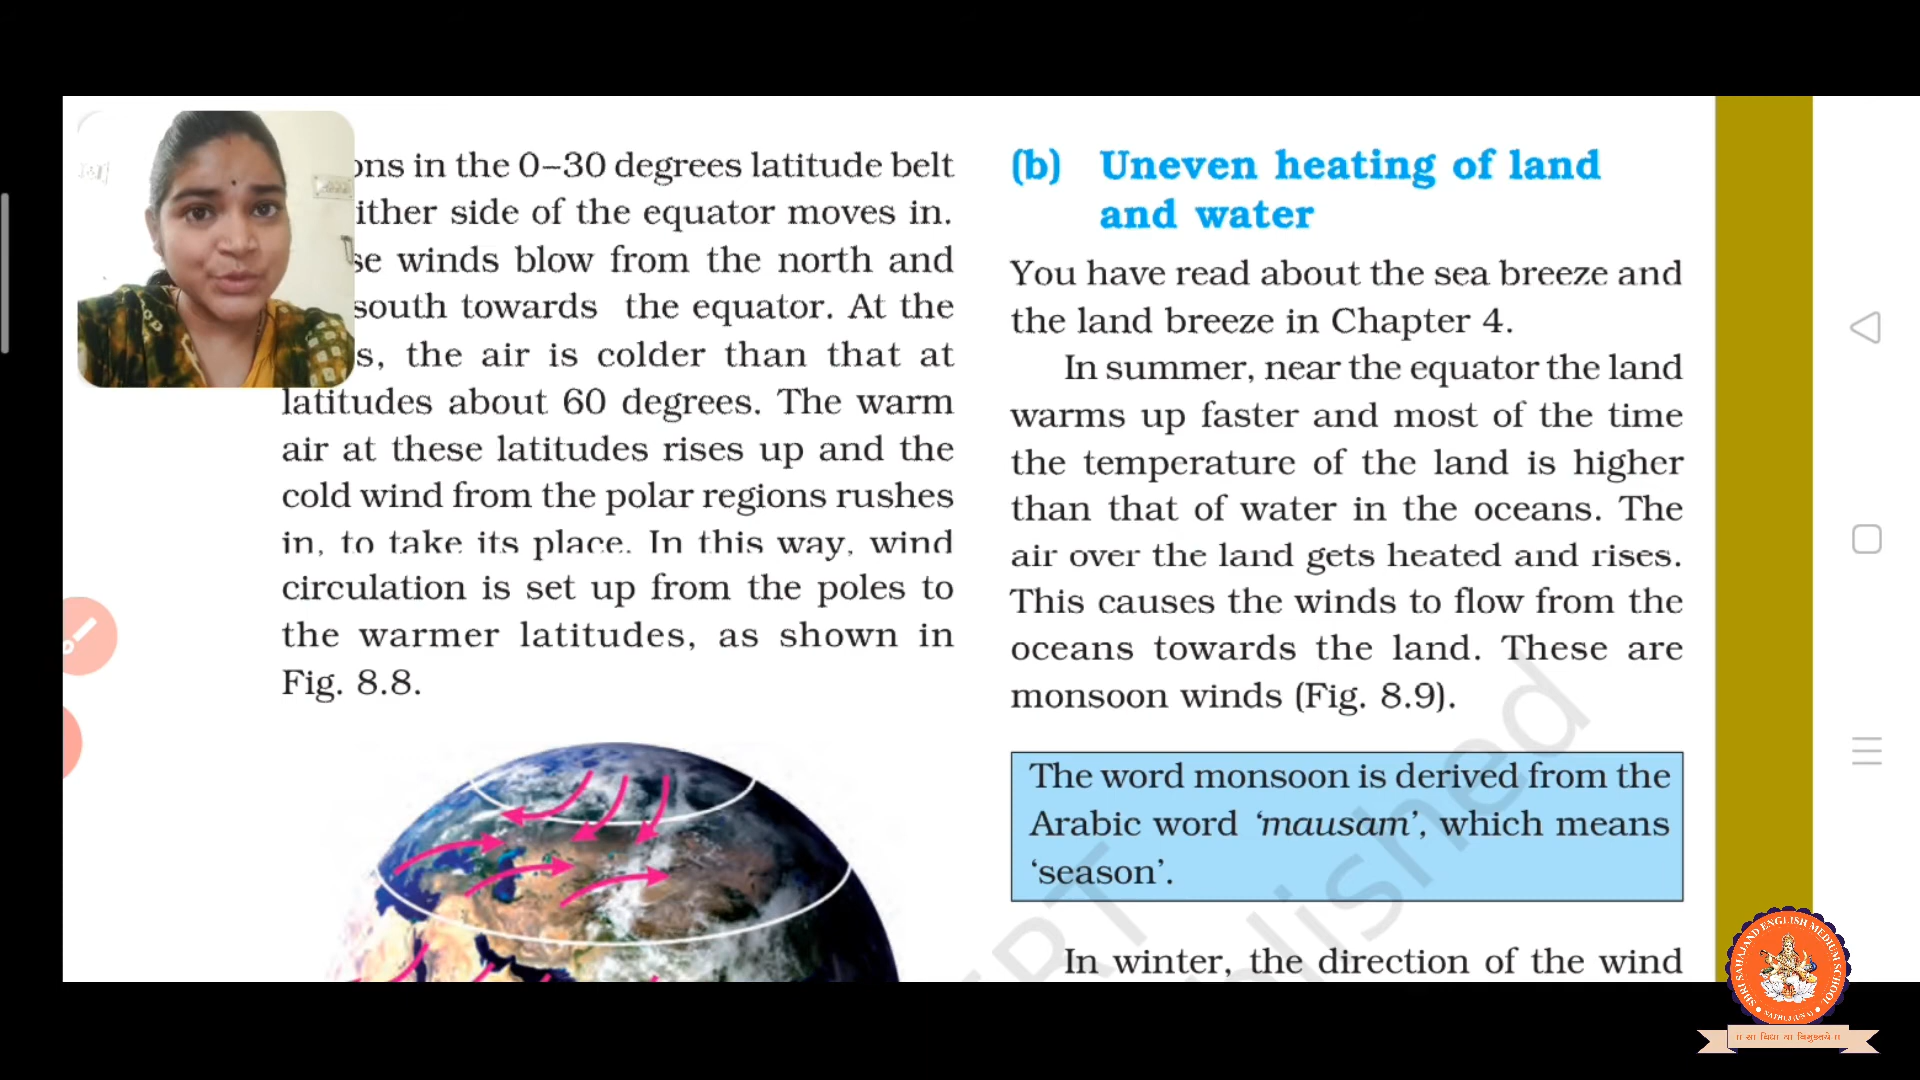 ons in the 0–30 degrees latitude belt
ither side of the equator moves in.
se winds blow from the north and
south towards the equator. At the
s, the air is colder than that at
latitudes about 60 degrees. The warm
air at these latitudes rises up and the
cold wind from the polar regions rushes
in, to take its place. In this way, wind
circulation is set up from the poles to
the warmer latitudes, as shown in
Fig. 8.8.
(b) Uneven heating of land
and water
You have read about the sea breeze and
the land breeze in Chapter 4.
In summer, near the equator the land
warms up faster and most of the time
the temperature of the land is higher
than that of water in the oceans. The
air over the land gets heated and rises.
This causes the winds to flow from the
oceans towards the land. These are
monsoon winds (Fig. 8.9).
The word monsoon is derived from the
Arabic word ‘mausam’, which means
‘season’.
In winter, the direction of the wind
SHRI SAHAJANAND ENGLISH MEDIUM SCHOOL
।। सा विद्या या विमुक्तये ।।